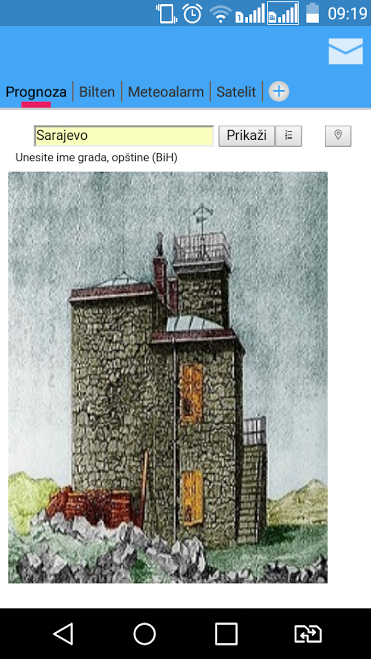 09:19
Prognoza Bilten Meteoalarm Satelit
Sarajevo Prikaži
Unesite ime grada, opštine (BiH)